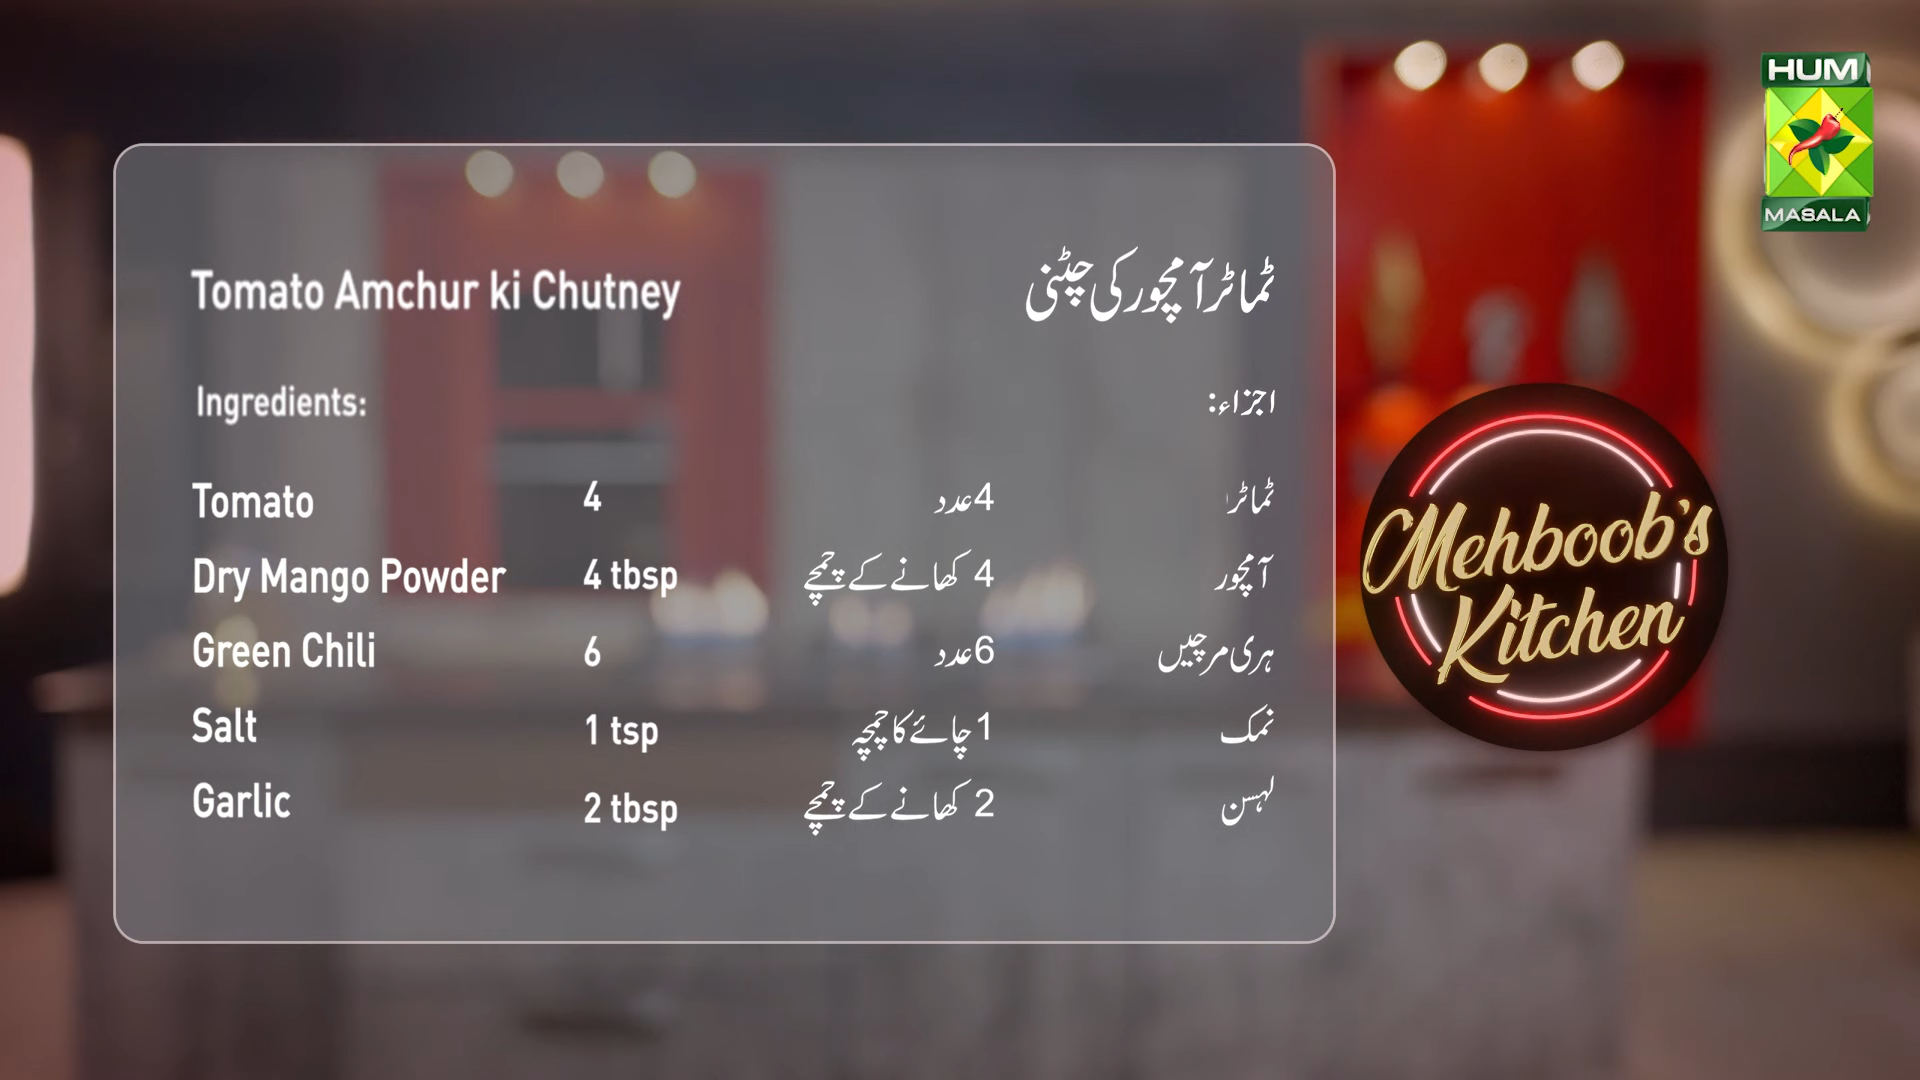 HUM
MASALA
Tomato Amchur ki Chutney ٹماٹر آمچور کی چٹنی
Ingredients: اجزاء:
Tomato 4 4عدد ٹماٹر
Dry Mango Powder 4 tbsp 4 کھانے کے چمچے آمچور
Green Chili 6 6عدد ہری مرچیں
Salt 1 tsp 1 چائے کا چمچہ نمک
Garlic 2 tbsp 2 کھانے کے چمچے لہسن
Mehboob's
Kitchen